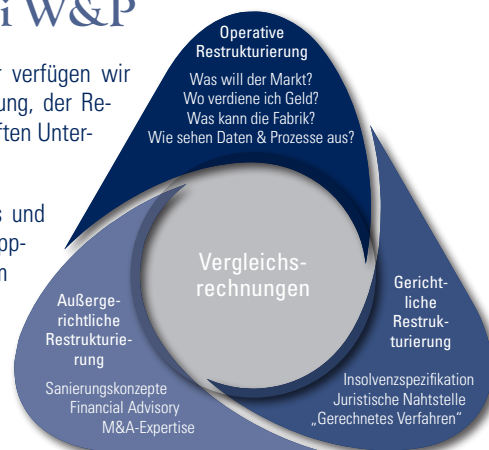 i W&P
r verfügen wir
ung, der Re-
ften Unter-
s und
pp-
Operative
Restrukturierung
Was will der Markt?
Wo verdiene ich Geld?
Was kann die Fabrik?
Wie sehen Daten & Prozesse aus?
Vergleichs-
rechnungen
Außerge-
richtliche
Restrukturie-
rung
Sanierungskonzepte
Financial Advisory
M&A-Expertise
Gericht-
liche
Restruk-
turierung
Insolvenzspezifikation
Juristische Nahtstelle
„Gerechnetes Verfahren“